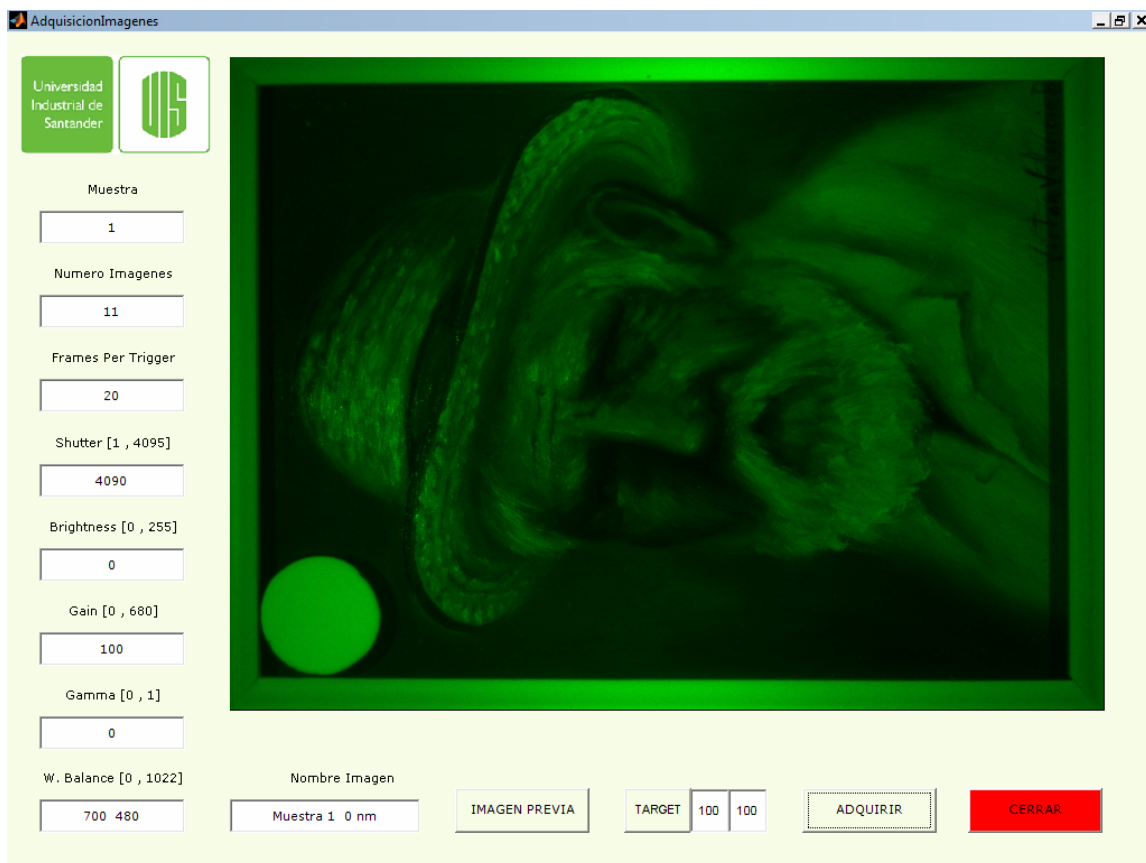 AdquisicionImagenes
Universidad
Industrial de
Santander
UIS
Muestra
1
Numero Imagenes
11
Frames Per Trigger
20
Shutter [1 , 4095]
4090
Brightness [0 , 255]
0
Gain [0 , 680]
100
Gamma [0 , 1]
0
W. Balance [0 , 1022]
700 480
Nombre Imagen
Muestra 1 0 nm
IMAGEN PREVIA
TARGET 100 100
ADQUIRIR
CERRAR